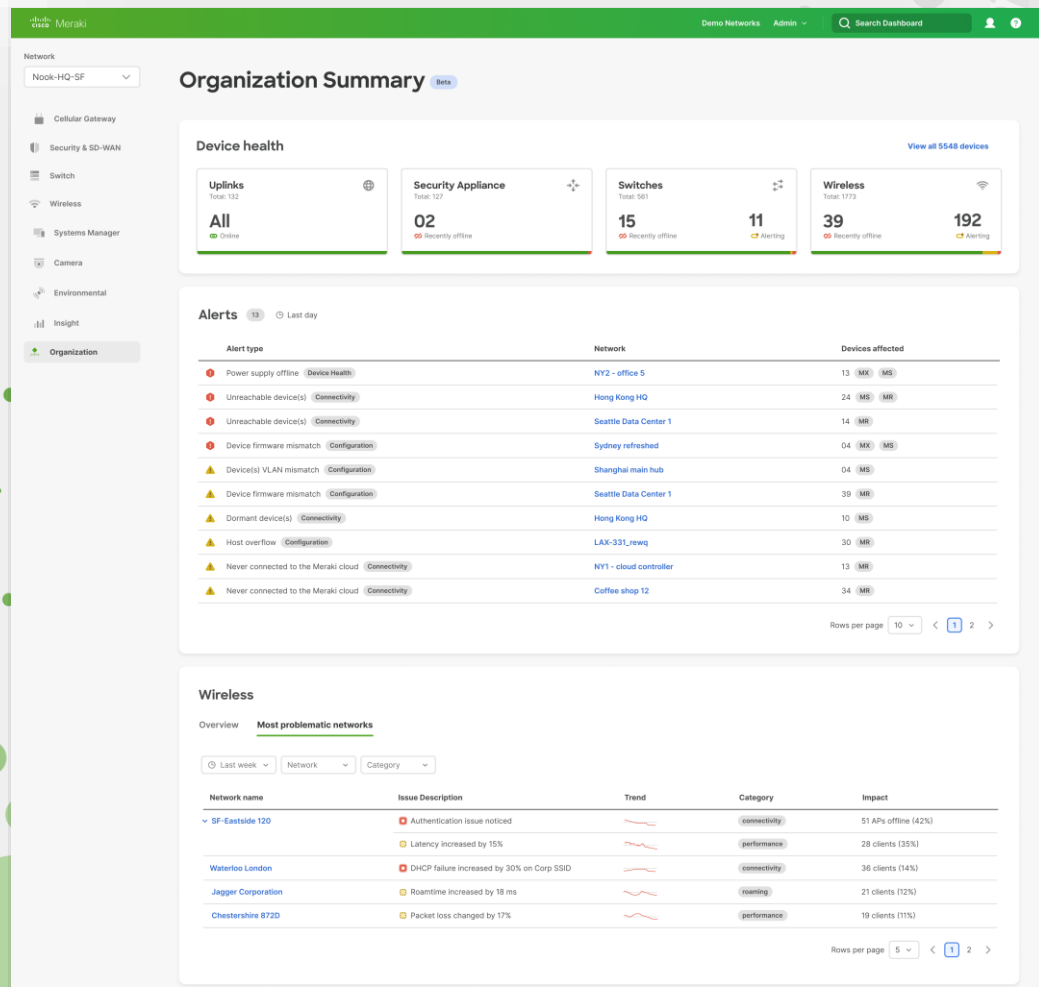 cisco Meraki
Demo Networks Admin Search Dashboard
Network
Nook-HQ-SF
Cellular Gateway
Security & SD-WAN
Switch
Wireless
Systems Manager
Camera
Environmental
Insight
Organization
Organization Summary Beta
Device health
View all 5548 devices
Uplinks
Total: 132
All
Online
Security Appliance
Total: 127
02
Recently offline
Switches
Total: 561
15 11
Recently offline Alerting
Wireless
Total: 1773
39 192
Recently offline Alerting
Alerts 13 Last day
Alert type Network Devices affected
Power supply offline Device Health NY2 - office 5 13 MX MS
Unreachable device(s) Connectivity Hong Kong HQ 24 MS MR
Unreachable device(s) Connectivity Seattle Data Center 1 14 MR
Device firmware mismatch Configuration Sydney refreshed 04 MX MS
Device(s) VLAN mismatch Configuration Shanghai main hub 04 MS
Device firmware mismatch Configuration Seattle Data Center 1 39 MR
Dormant device(s) Connectivity Hong Kong HQ 10 MS
Host overflow Configuration LAX-331_rewq 30 MR
Never connected to the Meraki cloud Connectivity NY1 - cloud controller 13 MR
Never connected to the Meraki cloud Connectivity Coffee shop 12 34 MR
Rows per page 10 1 2
Wireless
Overview Most problematic networks
Last week Network Category
Network name Issue Description Trend Category Impact
SF-Eastside 120 Authentication issue noticed connectivity 51 APs offline (42%)
Latency increased by 15% performance 28 clients (35%)
Waterloo London DHCP failure increased by 30% on Corp SSID connectivity 36 clients (14%)
Jagger Corporation Roamtime increased by 18 ms roaming 21 clients (12%)
Chestershire 872D Packet loss changed by 17% performance 19 clients (11%)
Rows per page 5 1 2